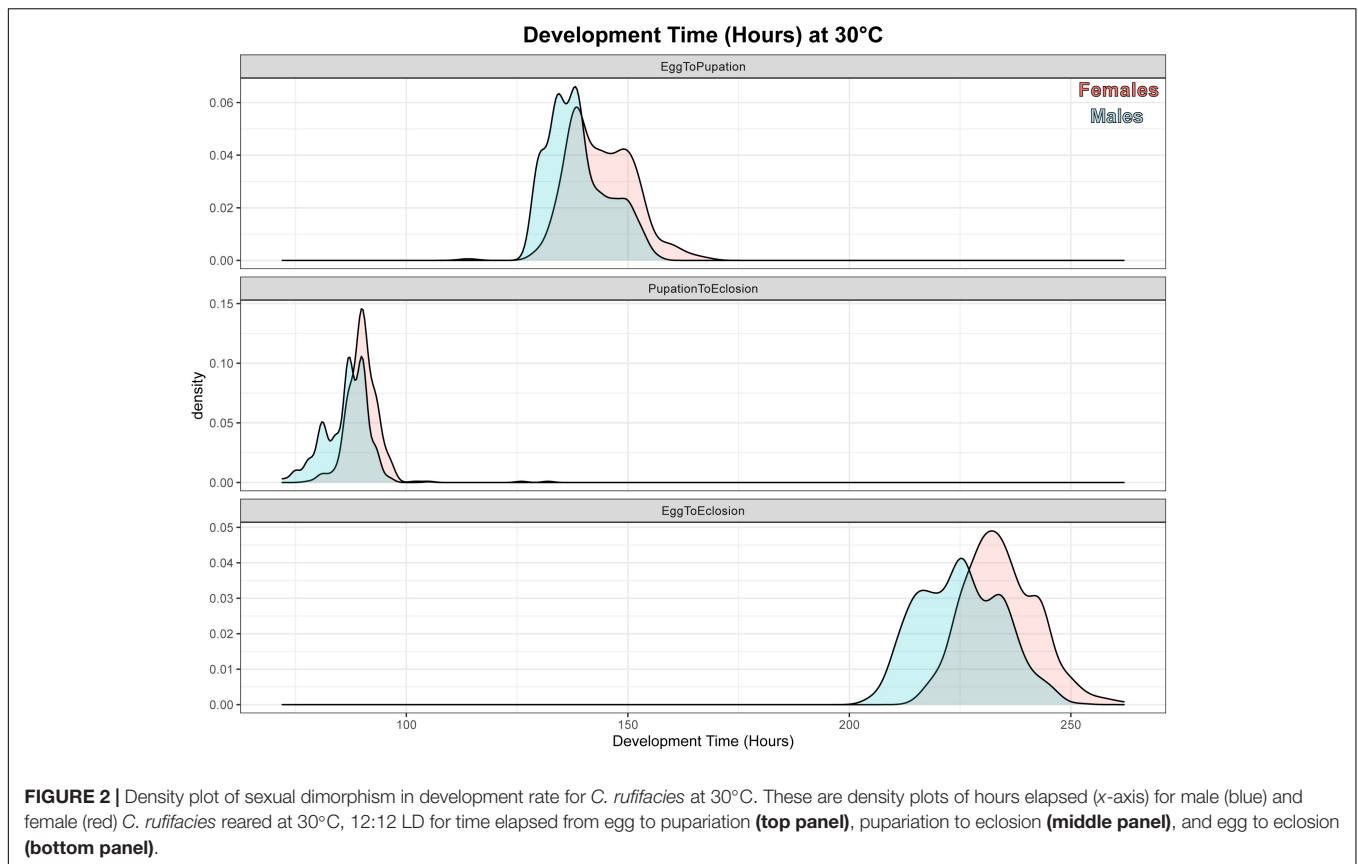 Development Time (Hours) at 30°C
EggToPupation
Females
Males
0.06
0.04
0.02
0.00
PupationToEclosion
0.15
0.10
0.05
0.00
density
EggToEclosion
0.05
0.04
0.03
0.02
0.01
0.00
100 150 200 250
Development Time (Hours)
FIGURE 2 | Density plot of sexual dimorphism in development rate for C. rufifacies at 30°C. These are density plots of hours elapsed (x-axis) for male (blue) and
female (red) C. rufifacies reared at 30°C, 12:12 LD for time elapsed from egg to pupariation (top panel), pupariation to eclosion (middle panel), and egg to eclosion
(bottom panel).